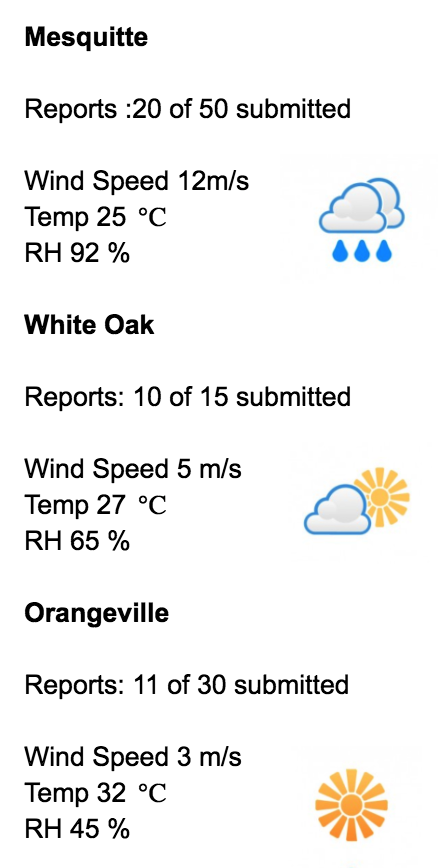 Mesquitte
Reports :20 of 50 submitted
Wind Speed 12m/s
Temp 25 °C
RH 92 %
White Oak
Reports: 10 of 15 submitted
Wind Speed 5 m/s
Temp 27 °C
RH 65 %
Orangeville
Reports: 11 of 30 submitted
Wind Speed 3 m/s
Temp 32 °C
RH 45 %